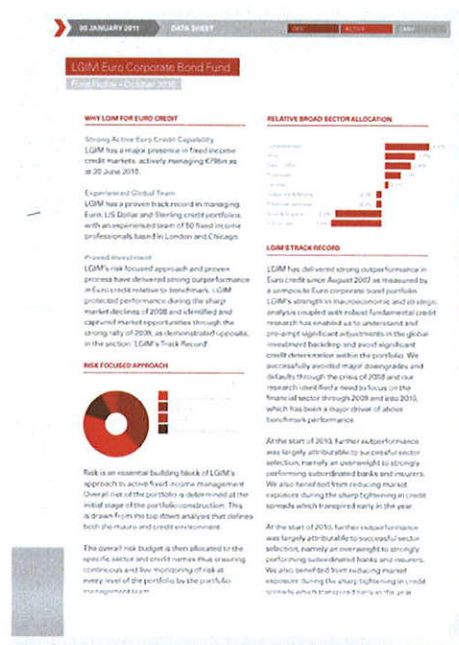 30 JANUARY 2011
DATA SHEET
ACTIVE
LGIM Euro Corporate Bond Fund
October 2010
WHY LGIM FOR EURO CREDIT
Strong Active Euro Credit Capability
LGIM has a major presence in fixed income
credit markets, actively managing
at 30 June 2010.
Experienced Global Team
LGIM has a proven track record in managing
Euro, US Dollar and Sterling credit portfolios,
with an experienced team of 50 fixed income
professionals based in London and Chicago.
Proven Investment
LGIM's risk focused approach and proven
process have delivered strong outperformance
in Euro credit relative to benchmark. LGIM
protected performance during the sharp
market declines of 2008 and identified and
captured market opportunities through the
strong rally of 2009, as demonstrated opposite,
in the section 'LGIM's Track Record'.
RISK FOCUSED APPROACH
Risk is an essential building block of LGIM's
approach to active fixed income management.
Overall risk of the portfolio is determined at the
initial stage of the portfolio construction. This
is drawn from the top down analysis that defines
both the macro and credit environment.
The overall risk budget is then allocated to the
specific sector and credit names thus ensuring
continuous and live monitoring of risk at
every level of the portfolio by the portfolio
management team.
RELATIVE BROAD SECTOR ALLOCATION
LGIM'S TRACK RECORD
LGIM has delivered strong outperformance in
Euro credit since August 2007 as measured by
a composite Euro corporate bond portfolio.
LGIM's strength in macroeconomic and strategic
analysis coupled with robust fundamental credit
research has enabled us to understand and
pre-empt significant adjustments in the global
investment backdrop and avoid significant
credit deterioration within the portfolio. We
successfully avoided major downgrades and
defaults through the crisis of 2008 and our
research identified a need to focus on the
financial sector through 2009 and into 2010,
which has been a major driver of above
benchmark performance.
At the start of 2010, further outperformance
was largely attributable to successful sector
selection, namely an overweight to strongly
performing subordinated banks and insurers.
We also benefited from reducing market
exposure during the sharp tightening in credit
spreads which transpired early in the year.
At the start of 2010, further outperformance
was largely attributable to successful sector
selection, namely an overweight to strongly
performing subordinated banks and insurers.
We also benefited from reducing market
exposure during the sharp tightening in credit
spreads which transpired early in the year.